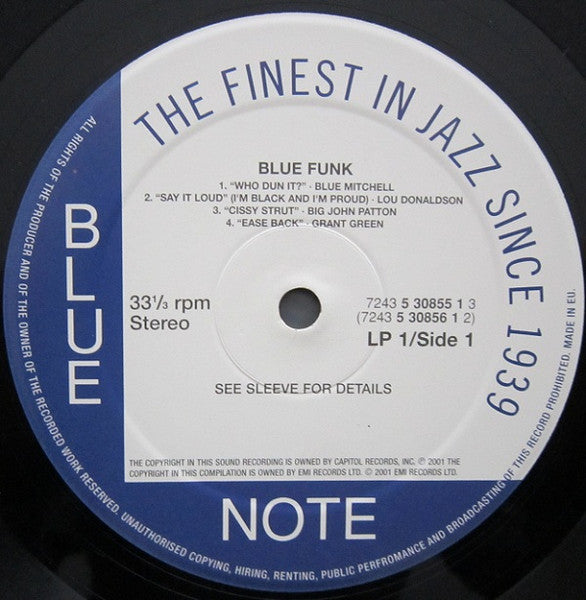 THE FINEST IN JAZZ SINCE 1939
BLUE FUNK
1. “WHO DUN IT?” · BLUE MITCHELL
2. “SAY IT LOUD” (I'M BLACK AND I'M PROUD) · LOU DONALDSON
3. “CISSY STRUT” · BIG JOHN PATTON
4. “EASE BACK” · GRANT GREEN
33⅓ rpm
Stereo
7243 5 30855 1 3
(7243 5 30856 1 2)
LP 1/Side 1
SEE SLEEVE FOR DETAILS
THE COPYRIGHT IN THIS SOUND RECORDING IS OWNED BY CAPITOL RECORDS, INC. ℗ 2001 THE
COPYRIGHT IN THIS COMPILATION IS OWNED BY EMI RECORDS LTD. © 2001 EMI RECORDS LTD.
BLUE
NOTE
ALL RIGHTS OF THE PRODUCER AND OF THE OWNER OF THE RECORDED WORK RESERVED. UNAUTHORISED COPYING, HIRING, RENTING, PUBLIC PERFROMANCE AND BROADCASTING OF THIS RECORD PROHIBITED. MADE IN EU.